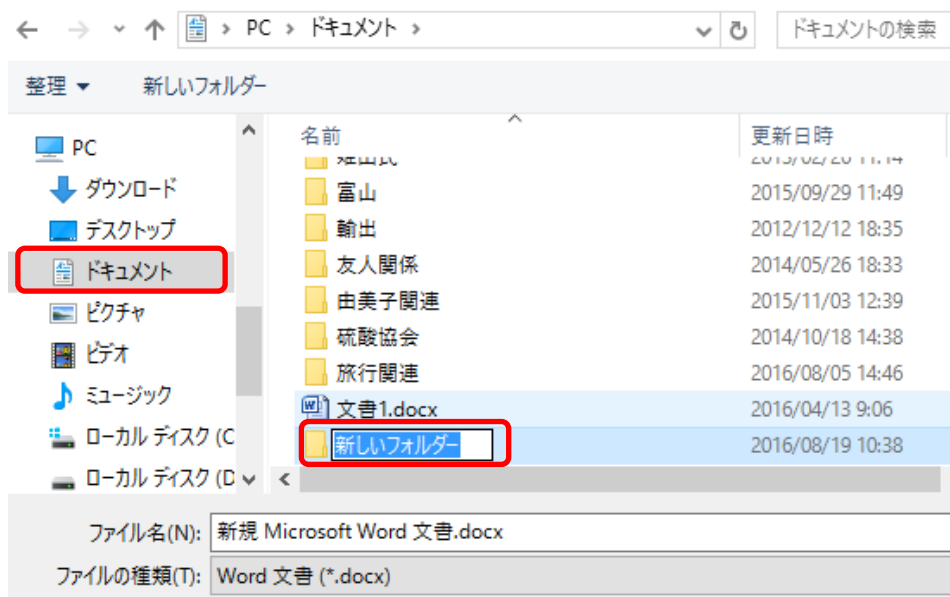 PC > ドキュメント >
ドキュメントの検索
整理 新しいフォルダー
名前 更新日時
PC
ダウンロード
デスクトップ
ドキュメント
ピクチャ
ビデオ
ミュージック
ローカル ディスク (C
ローカル ディスク (D
富山 2015/09/29 11:49
輸出 2012/12/12 18:35
友人関係 2014/05/26 18:33
由美子関連 2015/11/03 12:39
硫酸協会 2014/10/18 14:38
旅行関連 2016/08/05 14:46
文書1.docx 2016/04/13 9:06
新しいフォルダー 2016/08/19 10:38
ファイル名(N): 新規 Microsoft Word 文書.docx
ファイルの種類(T): Word 文書 (*.docx)